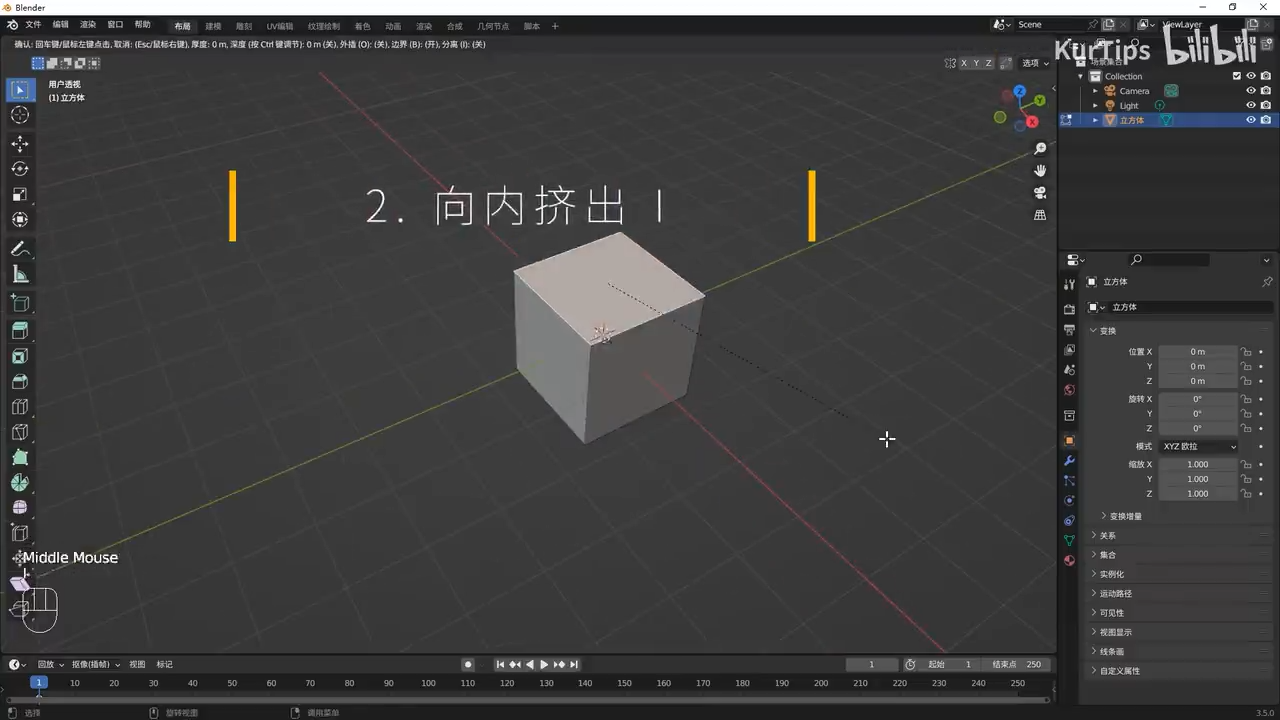 Blender
文件 编辑 渲染 窗口 帮助 布局 建模 雕刻 UV编辑 纹理绘制 着色 动画 渲染 合成 几何节点 脚本 Scene ViewLayer
确认: 回车键/鼠标左键点击, 取消: (Esc/鼠标右键), 厚度: 0 m, 深度 (按 Ctrl 键调节): 0 m (关), 外插 (O): (关), 边界 (B): (开), 分离 (I): (关)
KurTips bilibili
X Y Z 选项
场景集合
Collection
Camera
Light
立方体
用户透视
(1) 立方体
Z
Y
X
2. 向内挤出 I
立方体
立方体
变换
位置 X 0 m
Y 0 m
Z 0 m
旋转 X 0°
Y 0°
Z 0°
模式 XYZ 欧拉
缩放 X 1.000
Y 1.000
Z 1.000
变换增量
关系
集合
实例化
运动路径
可见性
视图显示
线条画
自定义属性
Middle Mouse
回放 抠像(插帧) 视图 标记 1 起始 1 结束点 250
1 10 20 30 40 50 60 70 80 90 100 110 120 130 140 150 160 170 180 190 200 210 220 230 240 250
选择 旋转视图 调用菜单 3.5.0